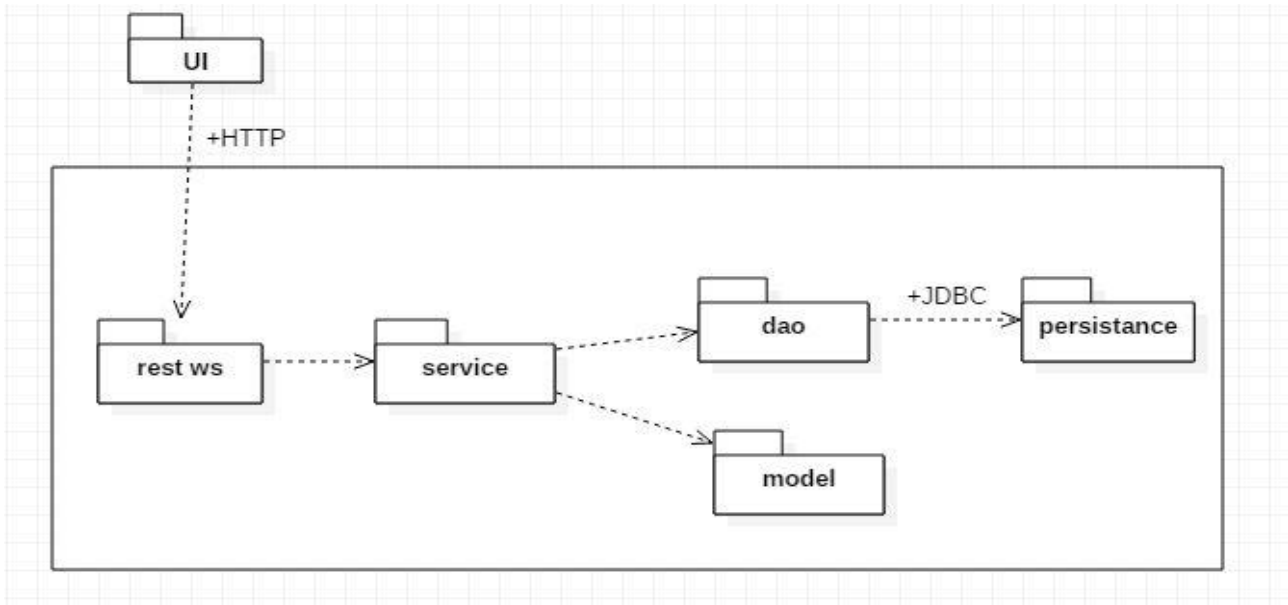 UI
+HTTP
+JDBC
dao
persistance
rest ws
service
model